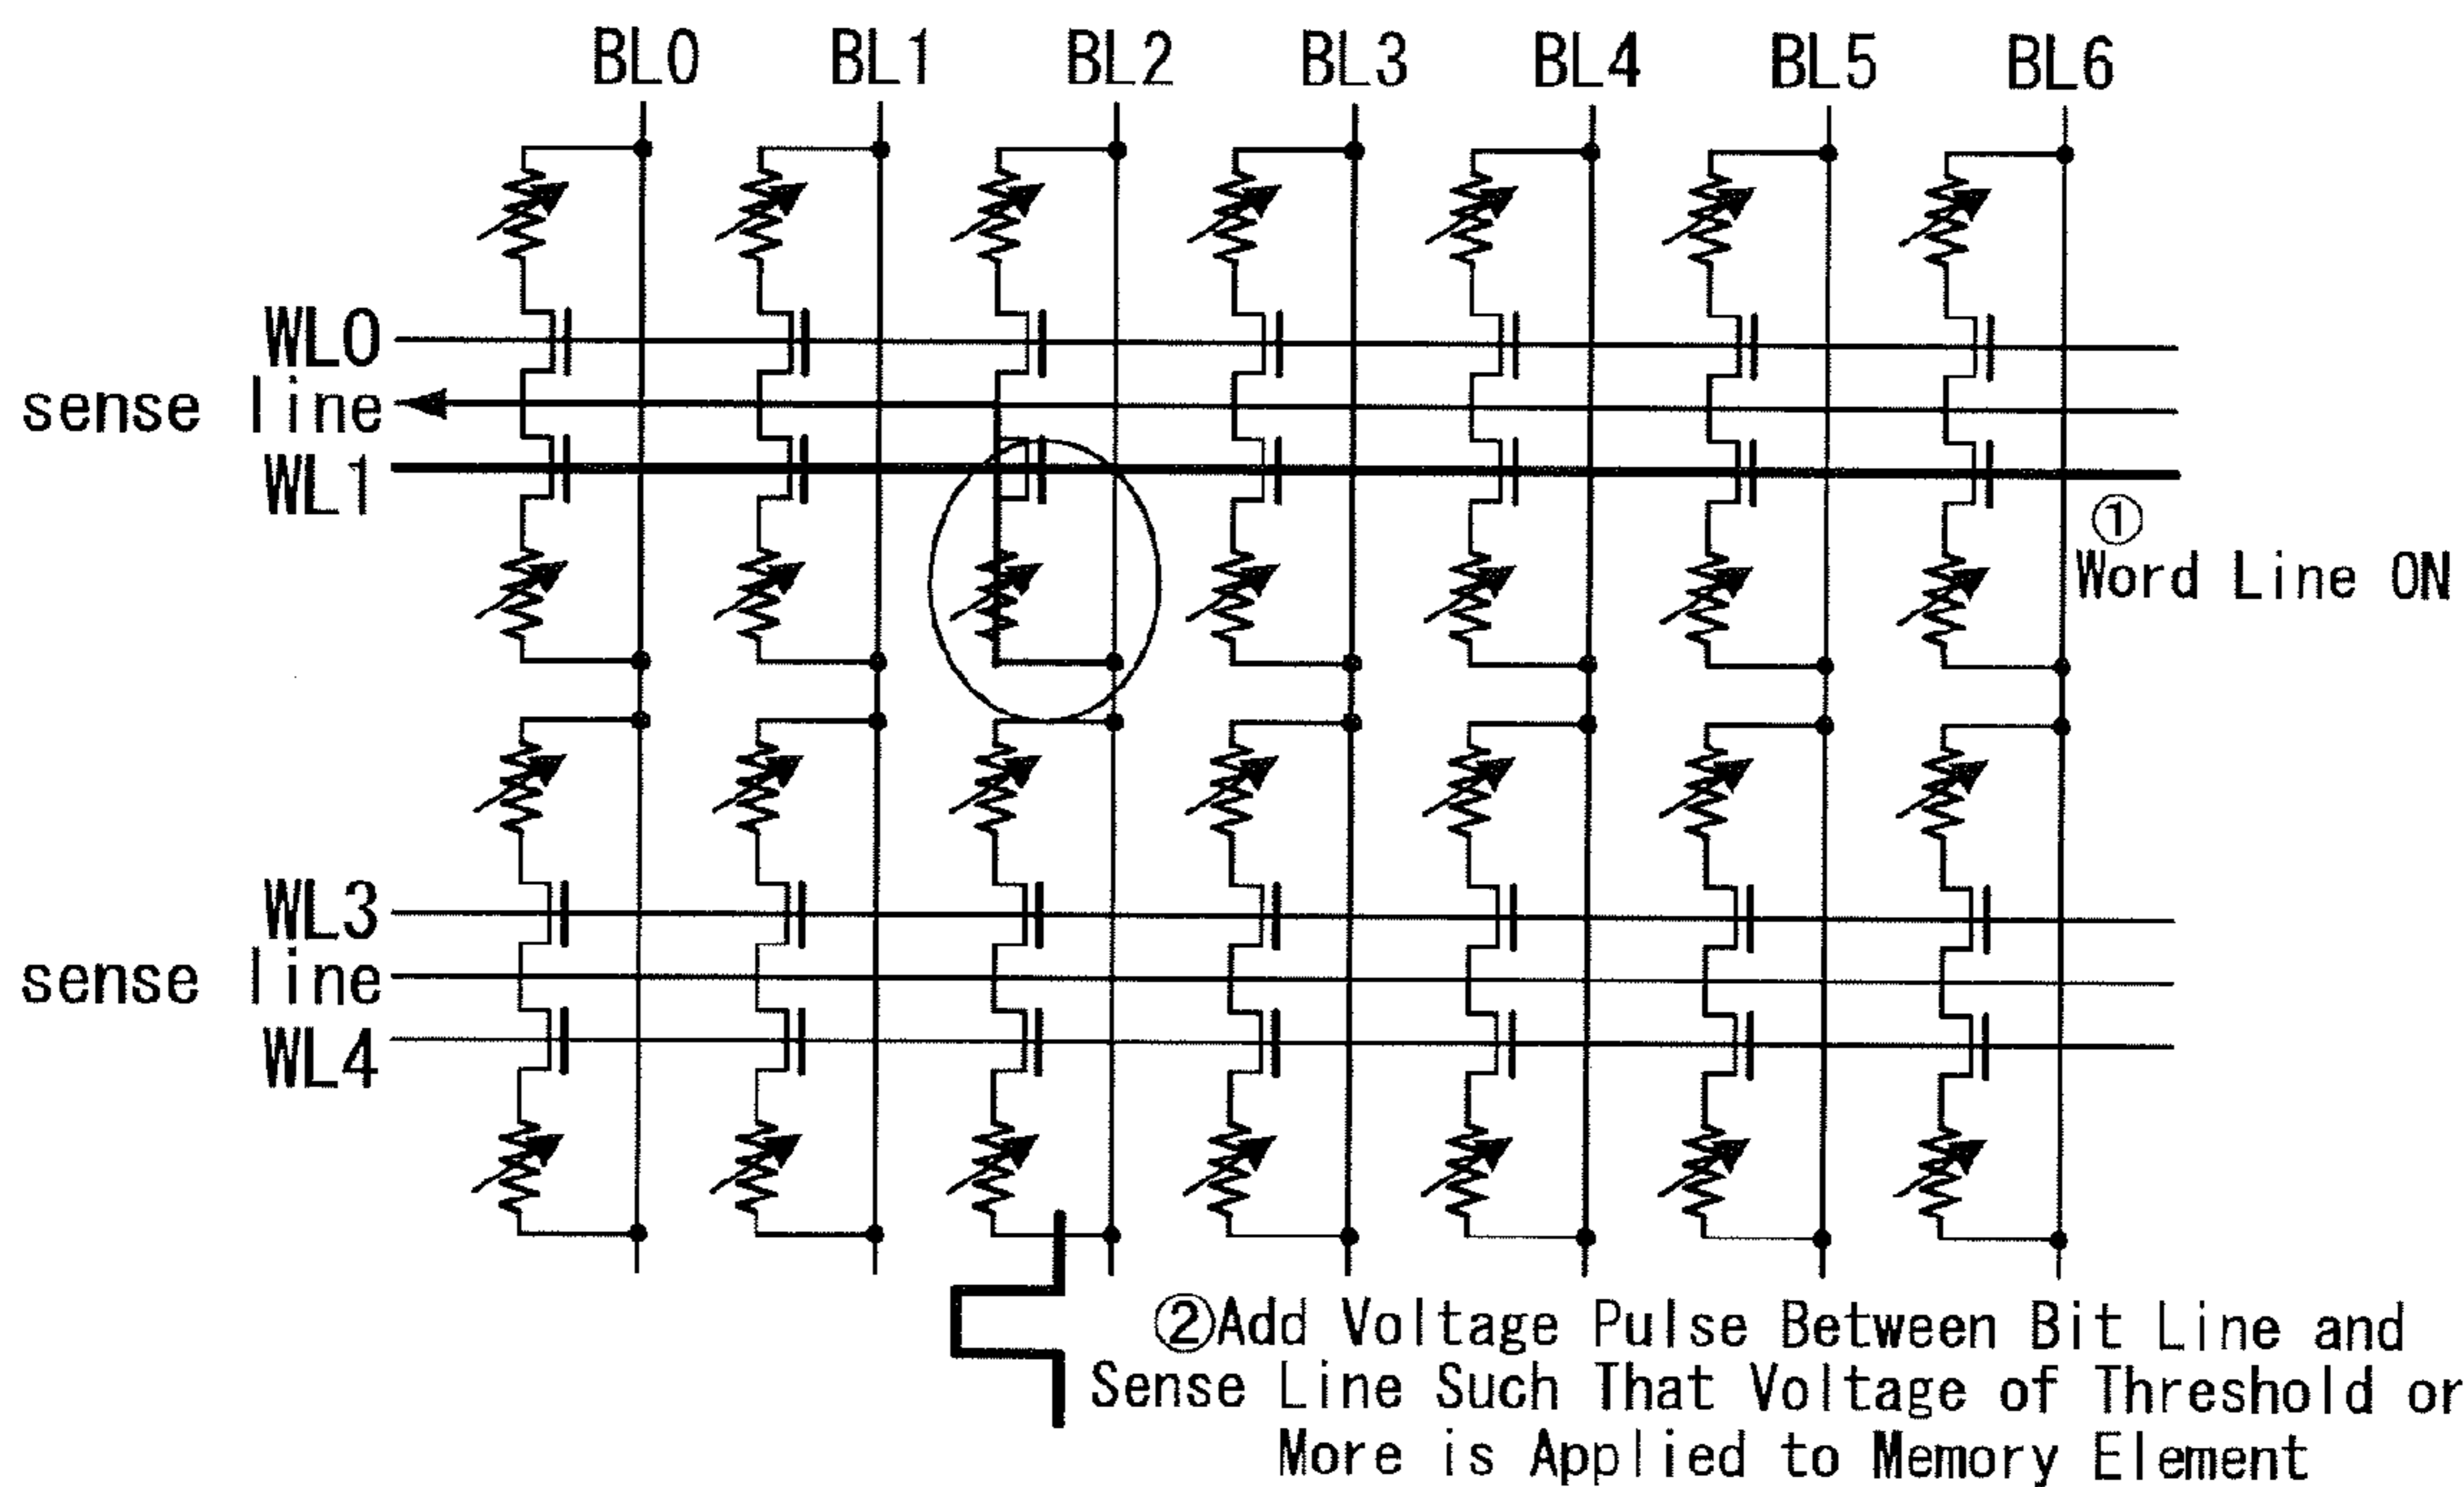 BL0 BL1 BL2 BL3 BL4 BL5 BL6
WL0
sense line
WL1
①
Word Line ON
WL3
sense line
WL4
②Add Voltage Pulse Between Bit Line and
Sense Line Such That Voltage of Threshold or
More is Applied to Memory Element